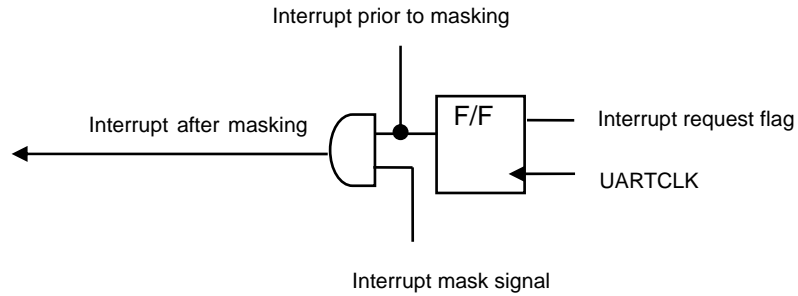 Interrupt prior to masking
F/F
Interrupt after masking
Interrupt request flag
UARTCLK
Interrupt mask signal